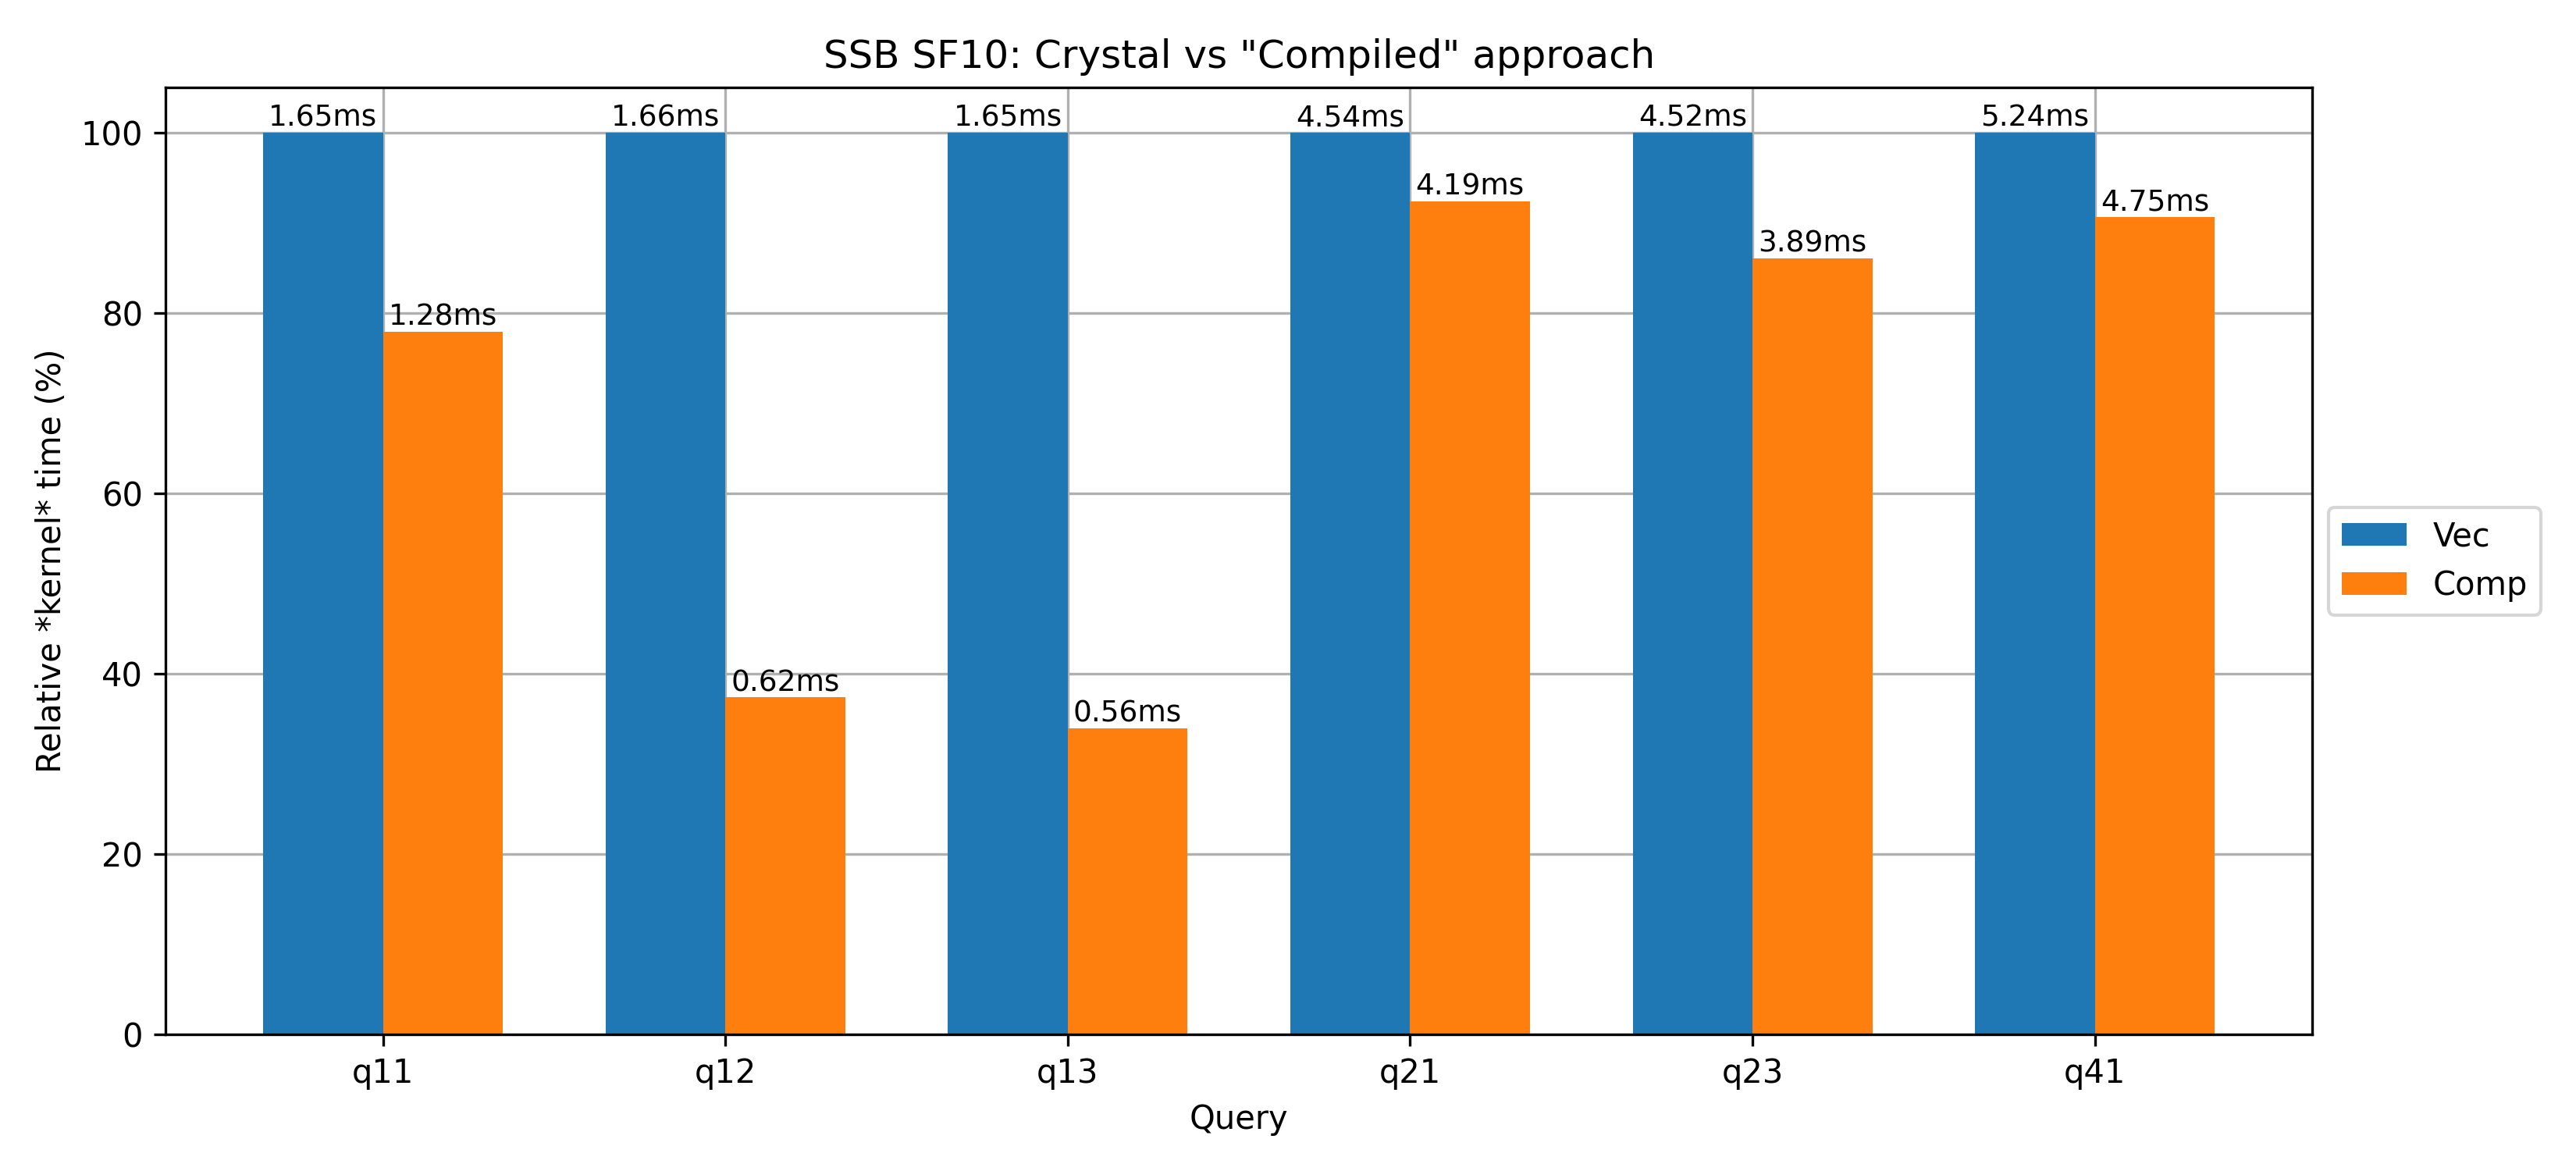 SSB SF10: Crystal vs "Compiled" approach
1.65ms 1.66ms 1.65ms 4.54ms 4.52ms 5.24ms
1.28ms 0.62ms 0.56ms 4.19ms 3.89ms 4.75ms
100
80
60
40
20
0
Relative *kernel* time (%)
q11 q12 q13 q21 q23 q41
Query
Vec
Comp